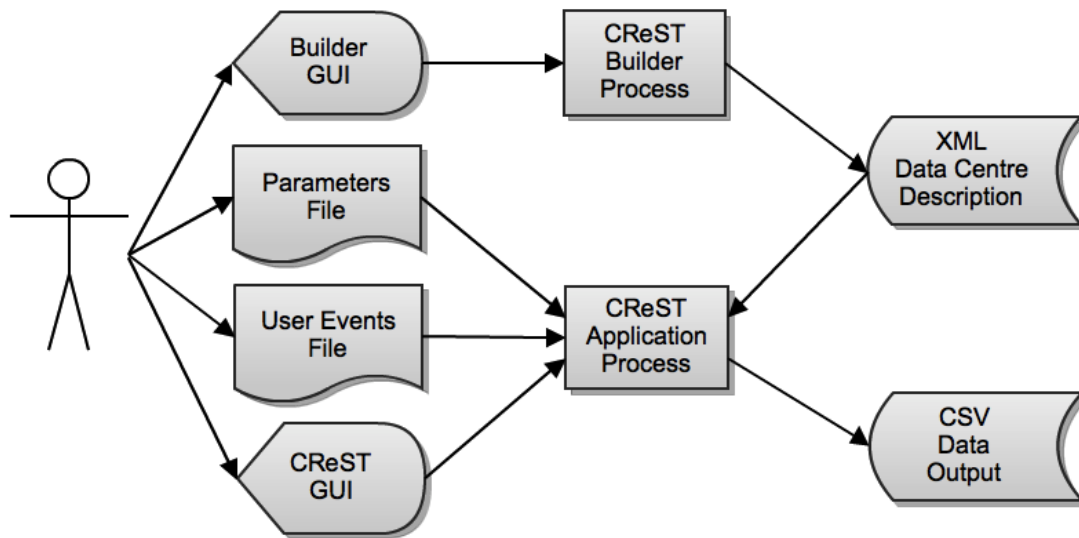 Builder
GUI
CReST
Builder
Process
XML
Data Centre
Description
Parameters
File
User Events
File
CReST
Application
Process
CReST
GUI
CSV
Data
Output